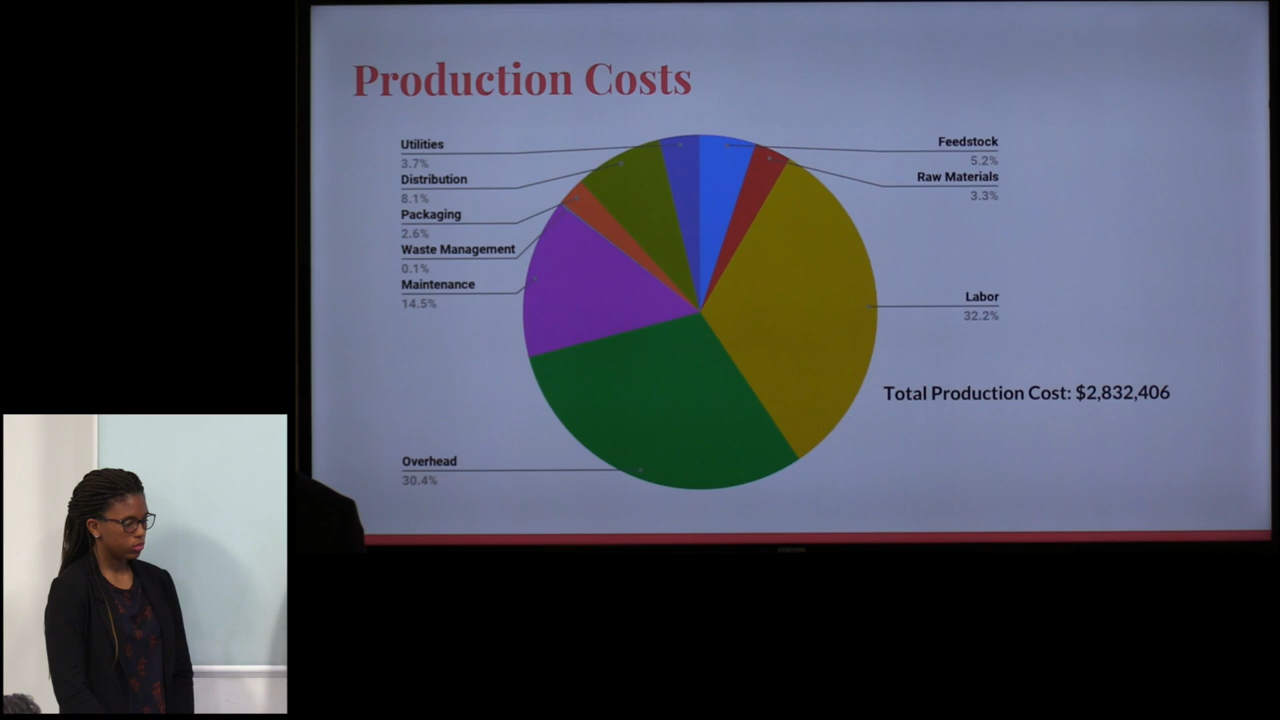 Production Costs
Utilities
3.7%
Distribution
8.1%
Packaging
2.6%
Waste Management
0.1%
Maintenance
14.5%
Overhead
30.4%
Feedstock
5.2%
Raw Materials
3.3%
Labor
32.2%
Total Production Cost: $2,832,406
SAMSUNG